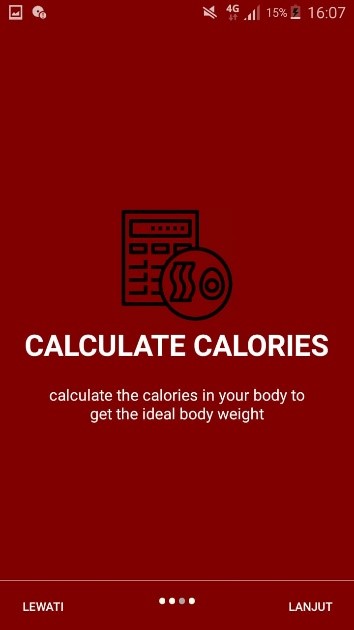 4G 15% 16:07
CALCULATE CALORIES
calculate the calories in your body to
get the ideal body weight
LEWATI LANJUT